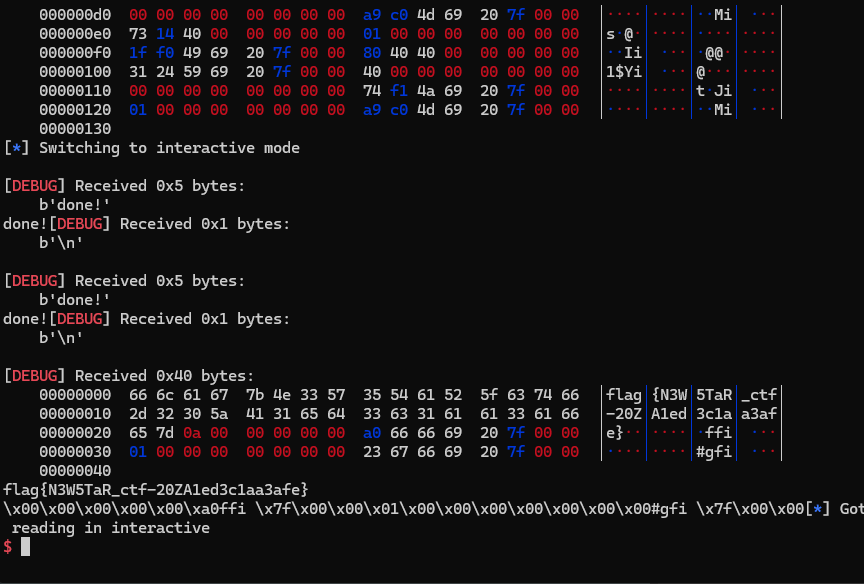 000000d0  00 00 00 00  00 00 00 00  a9 c0 4d 69  20 7f 00 00  │····│····│··Mi│ ···│
000000e0  73 14 40 00  00 00 00 00  01 00 00 00  00 00 00 00  │s·@·│····│····│····│
000000f0  1f f0 49 69  20 7f 00 00  80 40 40 00  00 00 00 00  │··Ii│ ···│·@@·│····│
00000100  31 24 59 69  20 7f 00 00  40 00 00 00  00 00 00 00  │1$Yi│ ···│@···│····│
00000110  00 00 00 00  00 00 00 00  74 f1 4a 69  20 7f 00 00  │····│····│t·Ji│ ···│
00000120  01 00 00 00  00 00 00 00  a9 c0 4d 69  20 7f 00 00  │····│····│··Mi│ ···│
00000130
[*] Switching to interactive mode
[DEBUG] Received 0x5 bytes:
b'done!'
done![DEBUG] Received 0x1 bytes:
b'\n'
[DEBUG] Received 0x5 bytes:
b'done!'
done![DEBUG] Received 0x1 bytes:
b'\n'
[DEBUG] Received 0x40 bytes:
00000000  66 6c 61 67  7b 4e 33 57  35 54 61 52  5f 63 74 66  │flag│{N3W│5TaR│_ctf│
00000010  2d 32 30 5a  41 31 65 64  33 63 31 61  61 33 61 66  │-20Z│A1ed│3c1a│a3af│
00000020  65 7d 0a 00  00 00 00 00  a0 66 66 69  20 7f 00 00  │e}··│····│·ffi│ ···│
00000030  01 00 00 00  00 00 00 00  23 67 66 69  20 7f 00 00  │····│····│#gfi│ ···│
00000040
flag{N3W5TaR_ctf-20ZA1ed3c1aa3afe}
\x00\x00\x00\x00\x00\xa0ffi \x7f\x00\x00\x01\x00\x00\x00\x00\x00\x00\x00#gfi \x7f\x00\x00[*] Got
reading in interactive
$